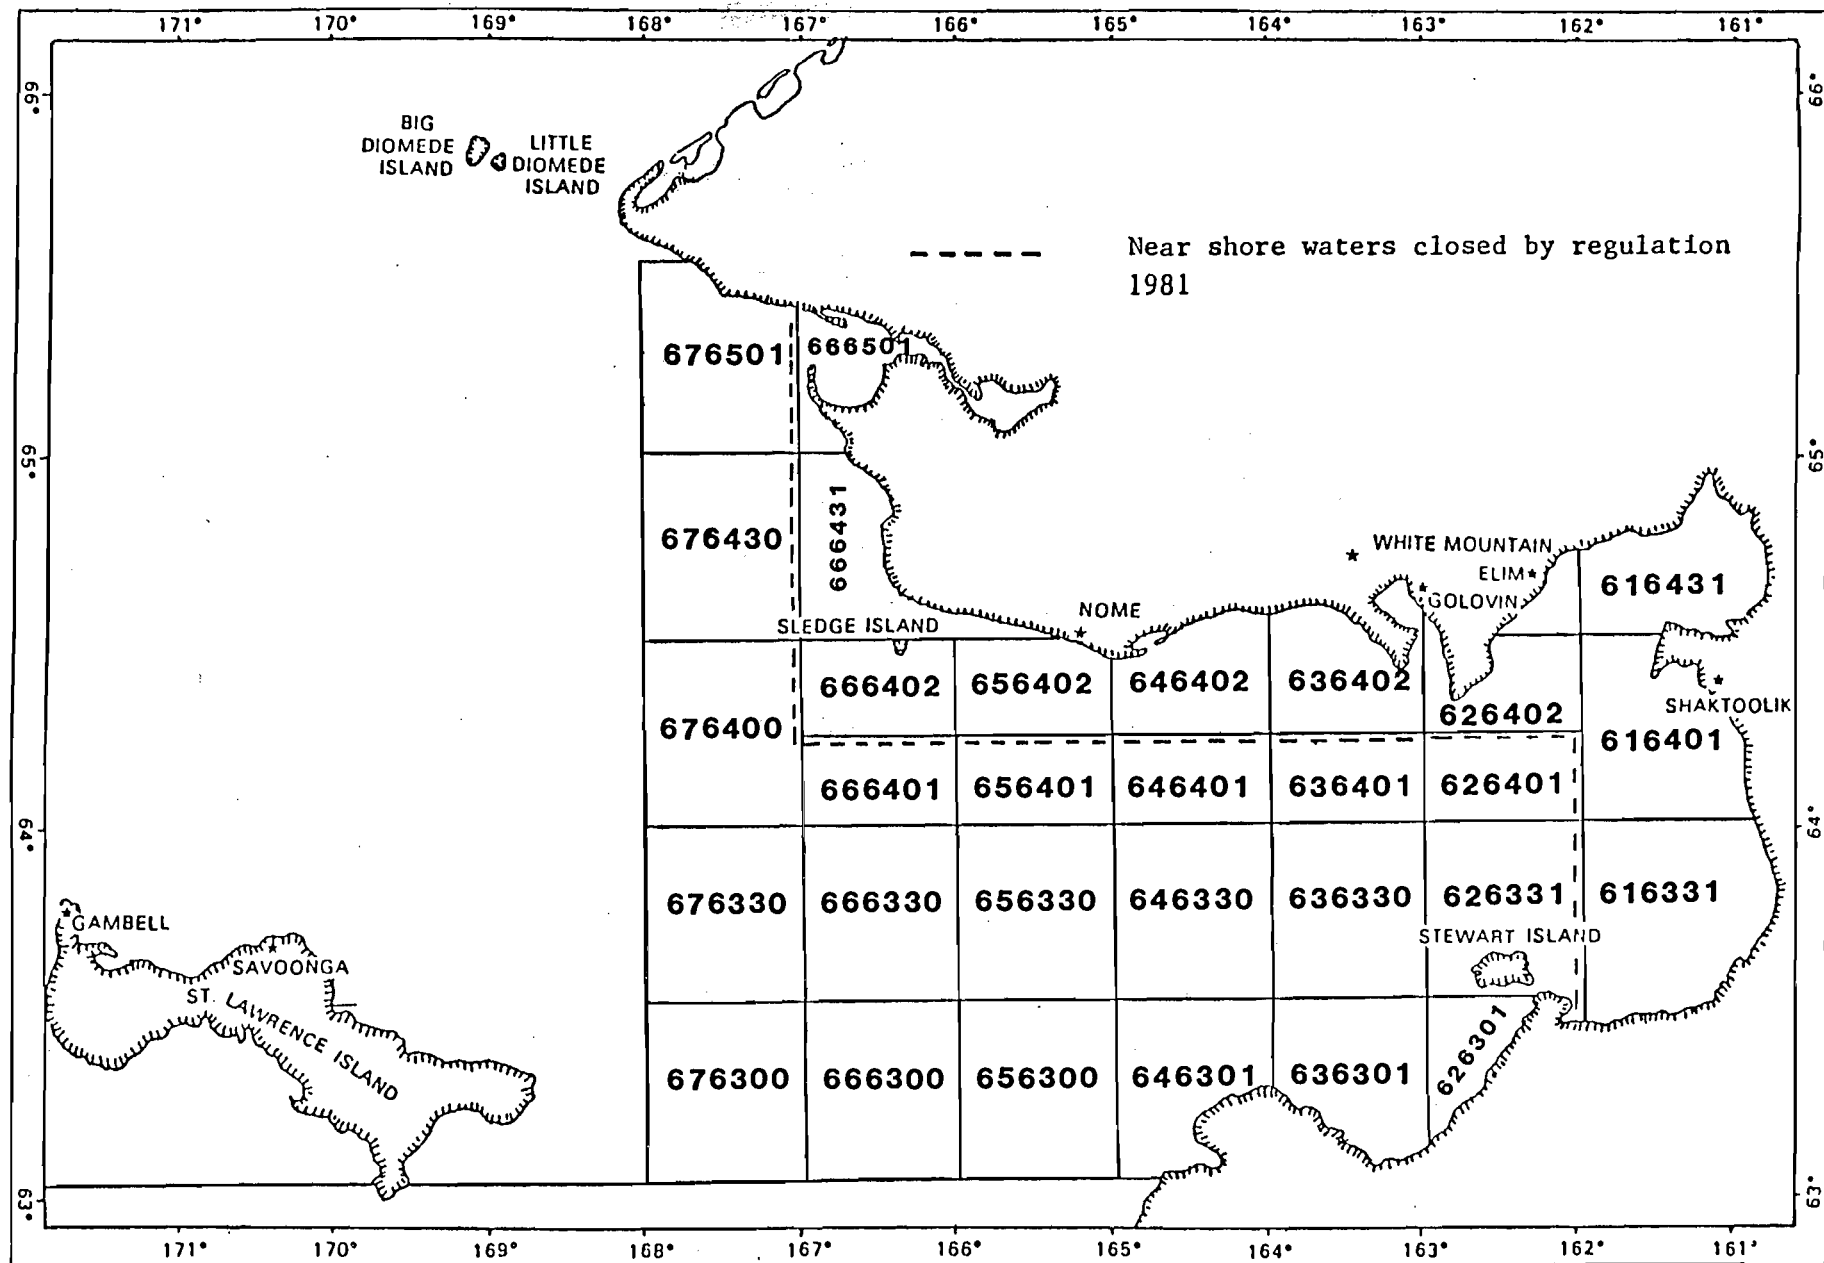 171° 170° 169° 168° 167° 166° 165° 164° 163° 162° 161°
66° 66°
BIG
DIOMEDE
ISLAND
LITTLE
DIOMEDE
ISLAND
Near shore waters closed by regulation
1981
676501 666501
65° 65°
676430 666431
WHITE MOUNTAIN
ELIM
GOLOVIN
616431
NOME
SLEDGE ISLAND
666402 656402 646402 636402 626402
SHAKTOOLIK
676400 616401
666401 656401 646401 636401 626401
64° 64°
676330 666330 656330 646330 636330 626331 616331
GAMBELL
SAVOONGA
ST. LAWRENCE ISLAND
STEWART ISLAND
676300 666300 656300 646301 636301 626301
63° 63°
171° 170° 169° 168° 167° 166° 165° 164° 163° 162° 161°